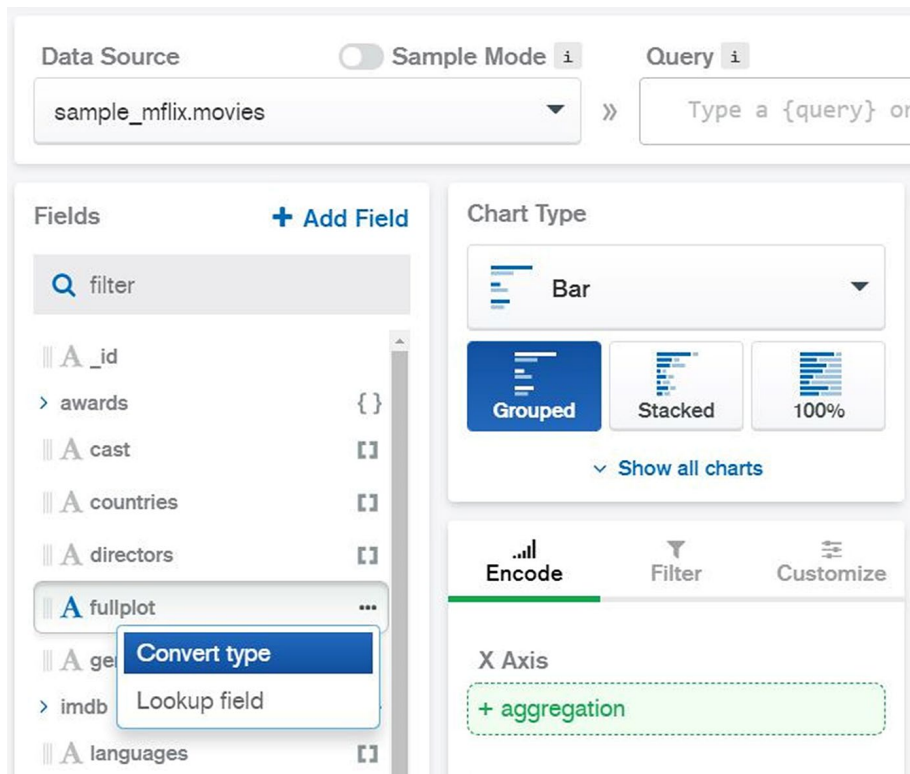 Data Source
Sample Mode i
Query i
sample_mflix.movies
»
Type a {query} or
Fields
+ Add Field
filter
A _id
> awards { }
A cast [ ]
A countries [ ]
A directors [ ]
A fullplot ...
Convert type
A ge
Lookup field
> imdb
A languages [ ]
Chart Type
Bar
Grouped
Stacked
100%
Show all charts
Encode
Filter
Customize
X Axis
+ aggregation